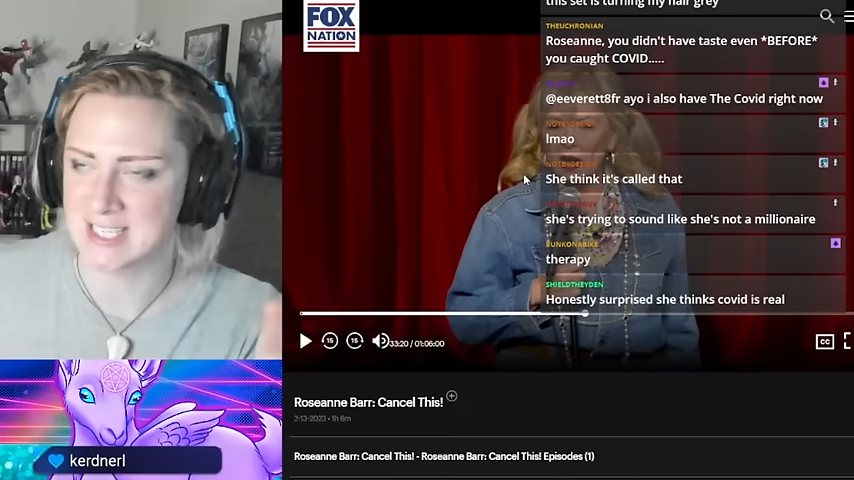 FOX
NATION
this set is turning my hair grey
THEUCHRONIAN
Roseanne, you didn't have taste even *BEFORE*
you caught COVID.....
@eeverett8fr ayo i also have The Covid right now
lmao
She think it's called that
she's trying to sound like she's not a millionaire
therapy
SHIELDTHEYDEN
Honestly surprised she thinks covid is real
15
15
33:20 / 01:06:00
CC
Roseanne Barr: Cancel This!
2-13-2023 • 1h 6m
Roseanne Barr: Cancel This! - Roseanne Barr: Cancel This! Episodes (1)
kerdnerl